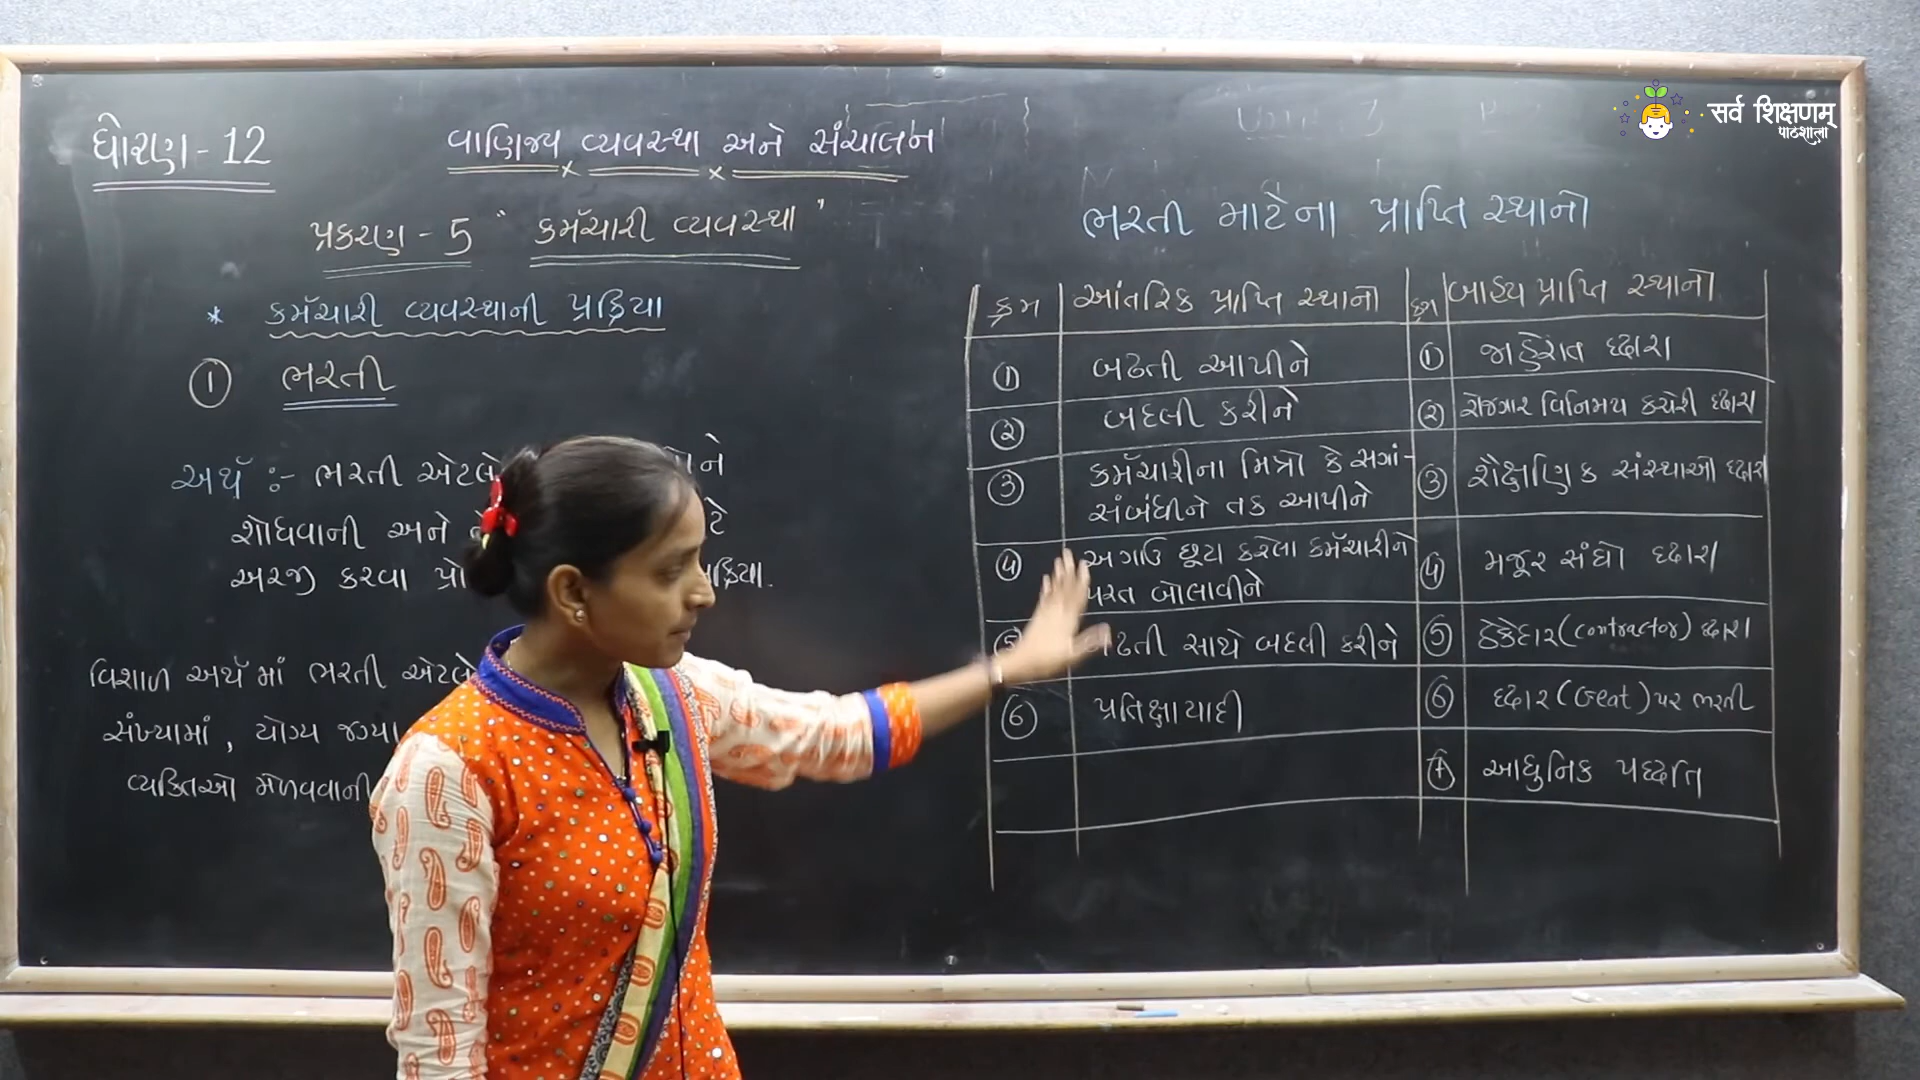 ધોરણ - 12
વાણિજ્ય વ્યવસ્થા અને સંચાલન
પ્રકરણ - 5 " કર્મચારી વ્યવસ્થા "
* કર્મચારી વ્યવસ્થાની પ્રક્રિયા
① ભરતી
અર્થ :- ભરતી એટલે
શોધવાની અને
અરજી કરવા
વિશાળ અર્થમાં ભરતી એટલે
સંખ્યામાં , યોગ્ય જગ્યા
વ્યક્તિઓ મેળવવાની
सर्व शिक्षणम्
पाठशाला
ભરતી માટેના પ્રાપ્તિ સ્થાનો
ક્રમ આંતરિક પ્રાપ્તિ સ્થાનો ક્રમ બાહ્ય પ્રાપ્તિ સ્થાનો
① બઢતી આપીને ① જાહેરાત દ્વારા
② બદલી કરીને ② રોજગાર વિનિમય કચેરી દ્વારા
③ કર્મચારીના મિત્રો કે સગાં-
સંબંધીને તક આપીને ③ શૈક્ષણિક સંસ્થાઓ દ્વારા
④ અગાઉ છૂટા કરેલા કર્મચારીને
પરત બોલાવીને ④ મજૂર સંઘો દ્વારા
⑤ બઢતી સાથે બદલી કરીને ⑤ ઠેકેદાર (contractor) દ્વારા
⑥ પ્રતિક્ષાયાદી ⑥ દ્વાર (Geat) પર ભરતી
⑦ આધુનિક પદ્ધતિ